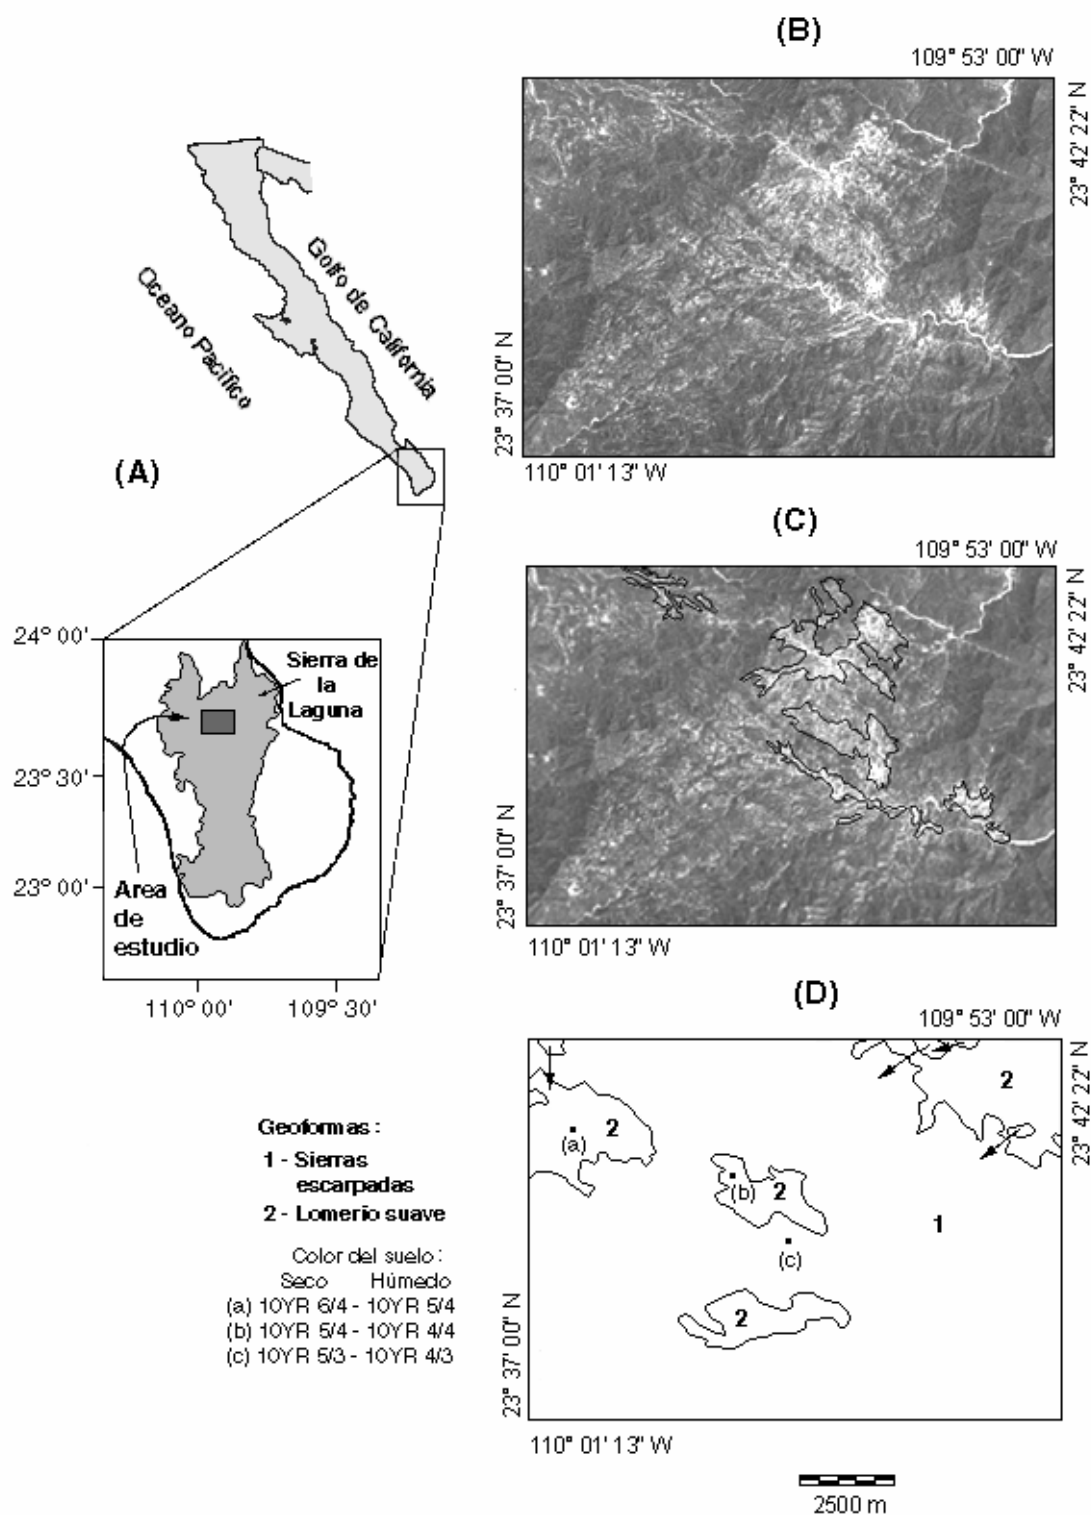 (B)
109° 53' 00" W
23° 42' 22" N
23° 37' 00" N
110° 01' 13" W
Golfo de California
Oceano Pacífico
(A)
(C)
109° 53' 00" W
23° 42' 22" N
23° 37' 00" N
110° 01' 13" W
24° 00'
23° 30'
23° 00'
Sierra de
la
Laguna
Area
de
estudio
110° 00'
109° 30'
(D)
109° 53' 00" W
23° 42' 22" N
23° 37' 00" N
110° 01' 13" W
2
2
(a)
(b)
2
1
(c)
2
Geoformas :
1 - Sierras
escarpadas
2 - Lomerio suave
Color del suelo :
Seco Húmedo
(a) 10YR 6/4 - 10YR 5/4
(b) 10YR 5/4 - 10YR 4/4
(c) 10YR 5/3 - 10YR 4/3
2500 m